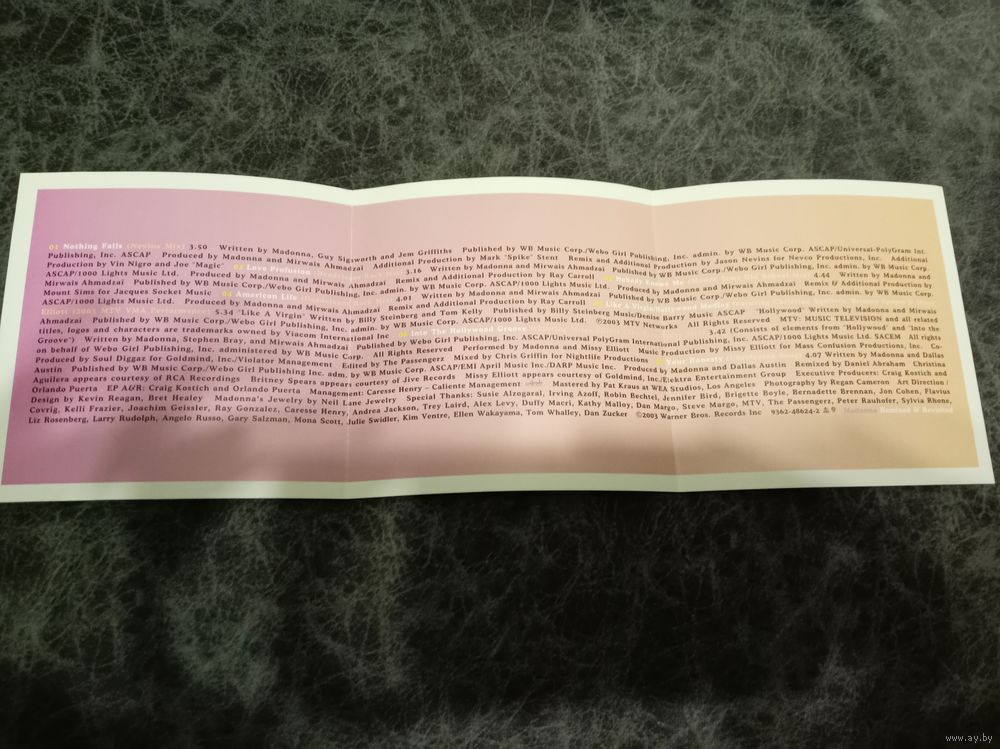 01 Nothing Fails (Nevins Mix) 3.50 Written by Madonna, Guy Sigsworth and Jem Griffiths Published by WB Music Corp./Webo Girl Publishing, Inc. admin. by WB Music Corp. ASCAP/Universal-PolyGram Int.
Publishing, Inc. ASCAP Produced by Madonna and Mirwais Ahmadzai Additional Production by Mark "Spike" Stent Remix and Additional Production by Jason Nevins for Nevco Productions, Inc. Additional
Production by Vin Nigro and Joe "Magic" 02 Love Profusion 3.16 Written by Madonna and Mirwais Ahmadzai Published by WB Music Corp./Webo Girl Publishing, Inc. admin. by WB Music Corp.
ASCAP/1000 Lights Music Ltd. Produced by Madonna and Mirwais Ahmadzai Remix and Additional Production by Ray Carroll 03 Nobody Knows Me 4.44 Written by Madonna and
Mirwais Ahmadzai Published by WB Music Corp./Webo Girl Publishing, Inc. admin. by WB Music Corp. ASCAP/1000 Lights Music Ltd. Produced by Madonna and Mirwais Ahmadzai Remix & Additional Production by
Mount Sims for Jacques Socket Music 04 American Life 4.01 Written by Madonna and Mirwais Ahmadzai Published by WB Music Corp./Webo Girl Publishing, Inc. admin. by WB Music Corp.
ASCAP/1000 Lights Music Ltd. Produced by Madonna and Mirwais Ahmadzai Remix and Additional Production by Ray Carroll 05 Like A Virgin/Hollywood Medley
Elliott (2003 MTV VMA Performance) 5.34 "Like A Virgin" Written by Billy Steinberg and Tom Kelly Published by Billy Steinberg Music/Denise Barry Music ASCAP 'Hollywood' Written by Madonna and Mirwais
Ahmadzai Published by WB Music Corp./Webo Girl Publishing, Inc. admin. by WB Music Corp. ASCAP/1000 Lights Music Ltd. ℗2003 MTV Networks All Rights Reserved MTV: MUSIC TELEVISION and all related
titles, logos and characters are trademarks owned by Viacom International Inc 06 Into The Hollywood Groove 3.42 (Consists of elements from 'Hollywood' and 'Into the
Groove') Written by Madonna, Stephen Bray, and Mirwais Ahmadzai Published by Webo Girl Publishing, Inc. ASCAP/Universal PolyGram International Publishing, Inc. ASCAP/1000 Lights Music Ltd. SACEM All rights
on behalf of Webo Girl Publishing, Inc. administered by WB Music Corp. All Rights Reserved Performed by Madonna and Missy Elliott Music Production by Missy Elliott for Mass Confusion Productions, Inc. Co-
Produced by Soul Diggaz for Goldmind, Inc./Violator Management Edited by The Passengerz Mixed by Chris Griffin for Nightlife Productions 07 Your Honesty 4.07 Written by Madonna and Dallas
Austin Published by WB Music Corp./Webo Girl Publishing Inc. adm. by WB Music Corp. ASCAP/EMI April Music Inc./DARP Music Inc. Produced by Madonna and Dallas Austin Remixed by Daniel Abraham Christina
Aguilera appears courtesy of RCA Recordings Britney Spears appears courtesy of Jive Records Missy Elliott appears courtesy of Goldmind, Inc./Elektra Entertainment Group Executive Producers: Craig Kostich and
Orlando Puerta EP A&R: Craig Kostich and Orlando Puerta Management: Caresse Henry – Caliente Management Mastered by Pat Kraus at WEA Studios, Los Angeles Photography by Regan Cameron Art Direction/
Design by Kevin Reagan, Bret Healey Madonna's Jewelry by Neil Lane Jewelry Special Thanks: Susie Alzogarai, Irving Azoff, Robin Bechtel, Jennifer Bird, Brigette Boyle, Bernadette Brennan, Jon Cohen, Flavius
Covrig, Kelli Frazier, Joachim Geissler, Ray Gonzalez, Caresse Henry, Andrea Jackson, Trey Laird, Alex Levy, Duffy Macri, Kathy Malloy, Dan Margo, Steve Margo, MTV, The Passengerz, Peter Rauhofer, Sylvia Rhone,
Liz Rosenberg, Larry Rudolph, Angelo Russo, Gary Salzman, Mona Scott, Julie Swidler, Kim Ventre, Ellen Wakayama, Tom Whalley, Dan Zucker ©2003 Warner Bros. Records Inc 9362-48624-2 9 Madonna Remixed & Revisited
www.ay.by